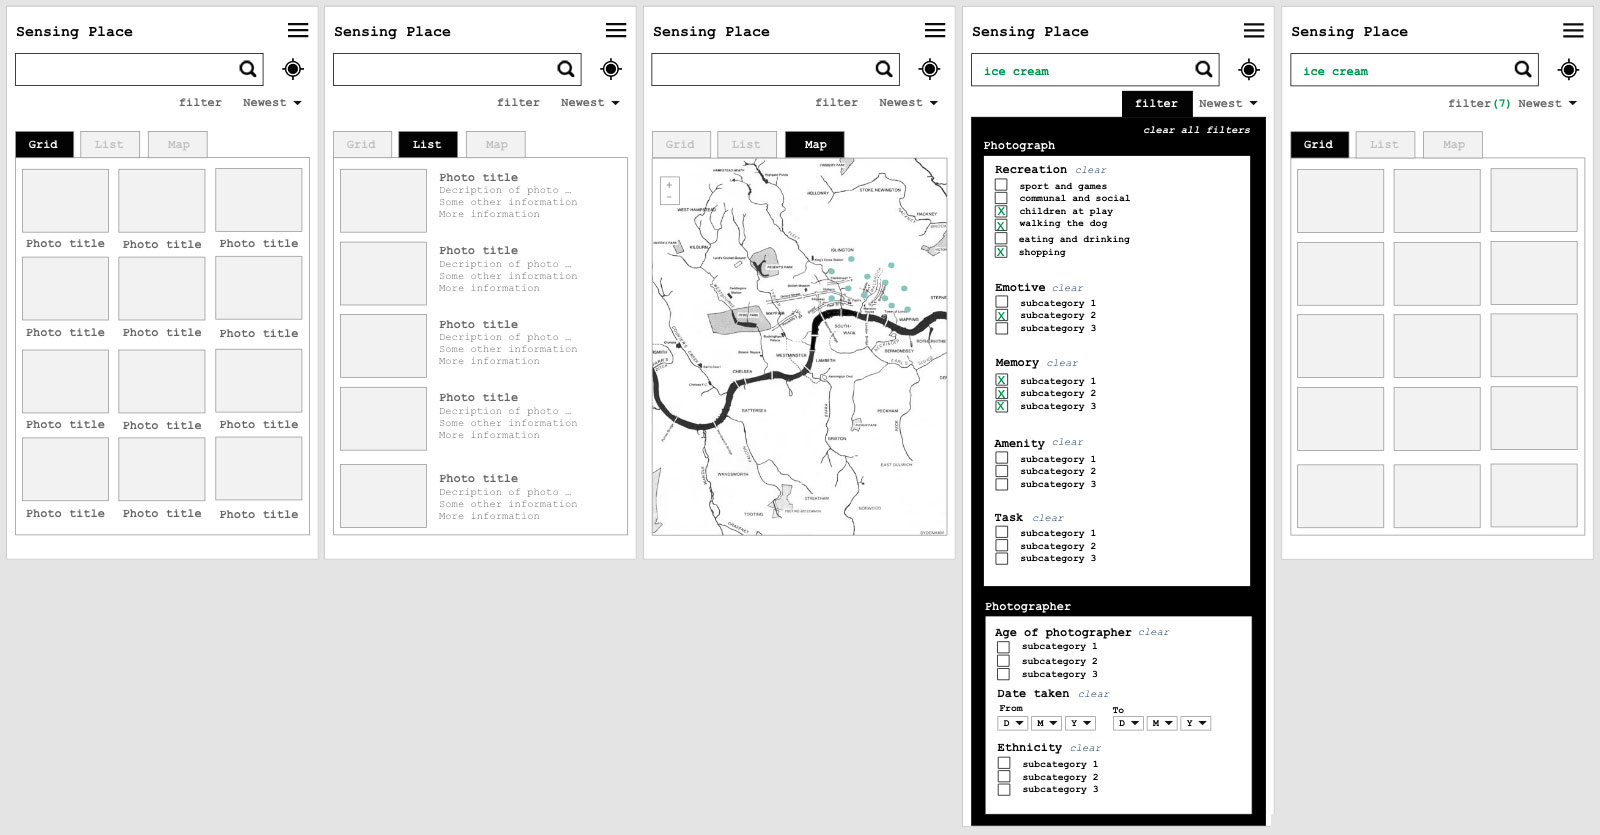 Sensing Place
filter Newest
Grid List Map
Photo title Photo title Photo title
Photo title Photo title Photo title
Photo title Photo title Photo title
Photo title Photo title Photo title
Sensing Place
filter Newest
Grid List Map
Photo title
Decription of photo …
Some other information
More information
Photo title
Decription of photo …
Some other information
More information
Photo title
Decription of photo …
Some other information
More information
Photo title
Decription of photo …
Some other information
More information
Photo title
Decription of photo …
Some other information
More information
Sensing Place
filter Newest
Grid List Map
+
-
HAMPSTEAD HEATH
HOLLOWAY
STOKE NEWINGTON
WEST HAMPSTEAD
HACKNEY
KILBURN
ISLINGTON
REGENTS PARK
MAYFAIR
STEPNEY
WAPPING
SOUTH-
WARK
WESTMINSTER
LAMBETH
BERMONDSEY
ROTHERHITHE
CHELSEA
BATTERSEA
PECKHAM
BRIXTON
EAST DULWICH
WANDSWORTH
STREATHAM
TOOTING
NORWOOD
SYDENHAM
Sensing Place
ice cream
filter Newest
clear all filters
Photograph
Recreation clear
sport and games
communal and social
X children at play
X walking the dog
eating and drinking
X shopping
Emotive clear
subcategory 1
X subcategory 2
subcategory 3
Memory clear
X subcategory 1
X subcategory 2
X subcategory 3
Amenity clear
subcategory 1
subcategory 2
subcategory 3
Task clear
subcategory 1
subcategory 2
subcategory 3
Photographer
Age of photographer clear
subcategory 1
subcategory 2
subcategory 3
Date taken clear
From To
D M Y D M Y
Ethnicity clear
subcategory 1
subcategory 2
subcategory 3
Sensing Place
ice cream
filter(7) Newest
Grid List Map